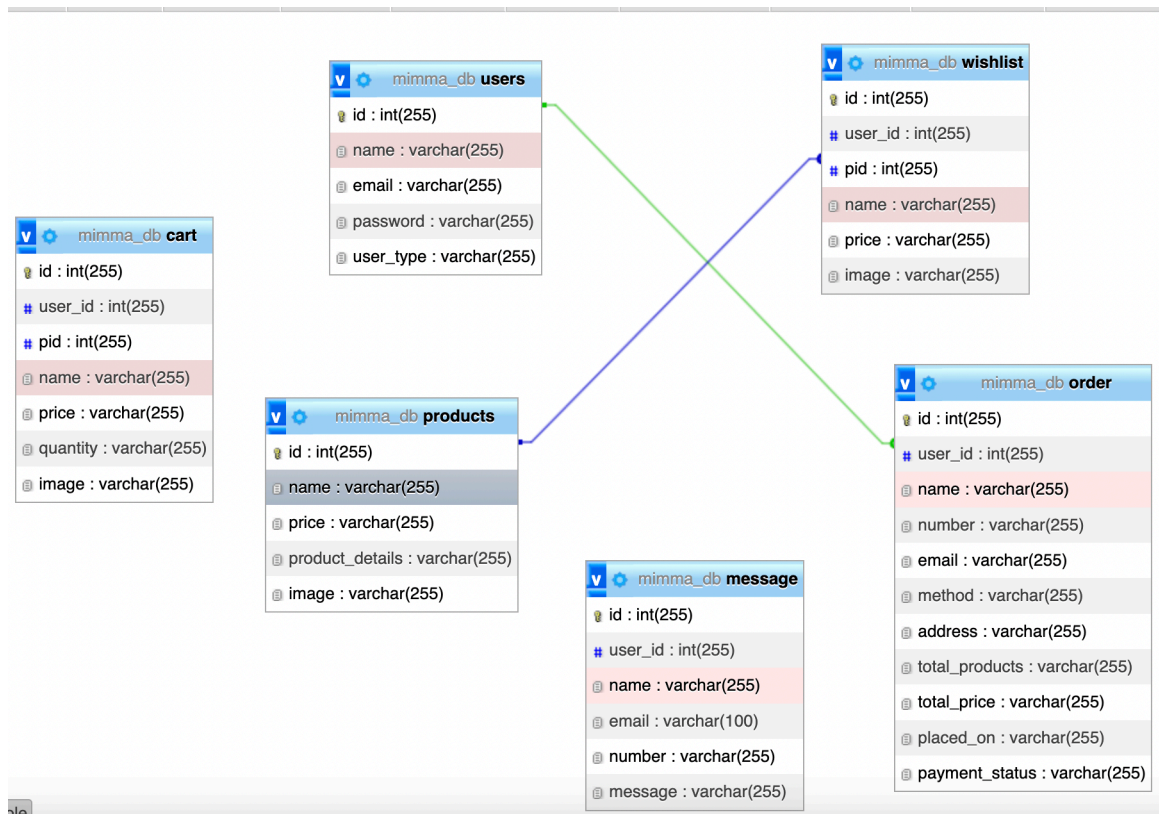 mimma_db users
id : int(255)
name : varchar(255)
email : varchar(255)
password : varchar(255)
user_type : varchar(255)
mimma_db wishlist
id : int(255)
user_id : int(255)
pid : int(255)
name : varchar(255)
price : varchar(255)
image : varchar(255)
mimma_db cart
id : int(255)
user_id : int(255)
pid : int(255)
name : varchar(255)
price : varchar(255)
quantity : varchar(255)
image : varchar(255)
mimma_db products
id : int(255)
name : varchar(255)
price : varchar(255)
product_details : varchar(255)
image : varchar(255)
mimma_db order
id : int(255)
user_id : int(255)
name : varchar(255)
number : varchar(255)
email : varchar(255)
method : varchar(255)
address : varchar(255)
total_products : varchar(255)
total_price : varchar(255)
placed_on : varchar(255)
payment_status : varchar(255)
mimma_db message
id : int(255)
user_id : int(255)
name : varchar(255)
email : varchar(100)
number : varchar(255)
message : varchar(255)